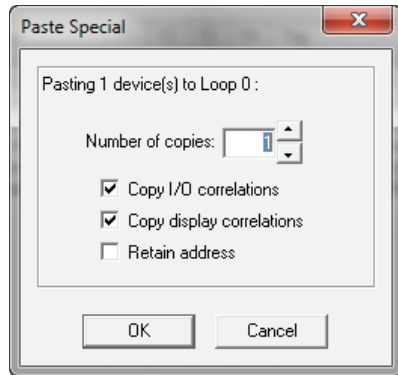 Paste Special
Pasting 1 device(s) to Loop 0 :
Number of copies: 1
Copy I/O correlations
Copy display correlations
Retain address
OK Cancel